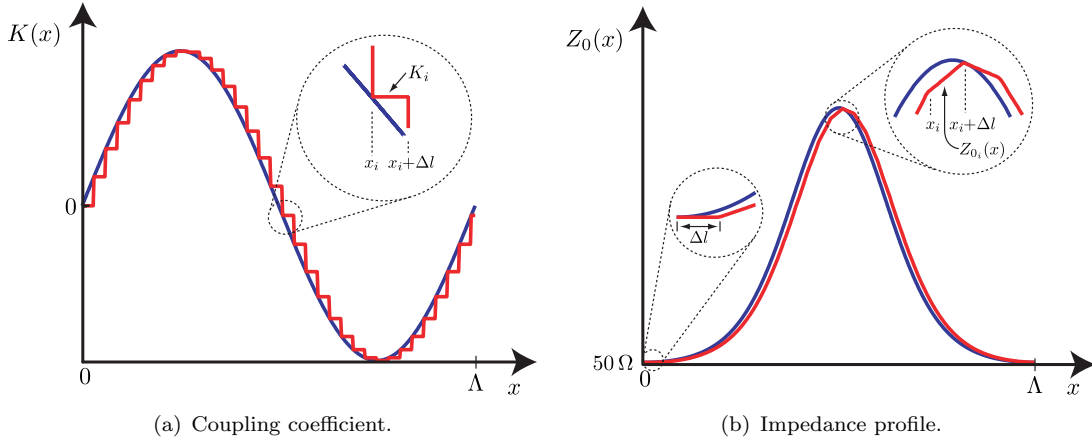 K(x)
K_i
x_i
x_i+Δl
0
0
Λ
x
(a) Coupling coefficient.
Z_0(x)
x_i
x_i+Δl
Z_{0_i}(x)
Δl
50 Ω
0
Λ
x
(b) Impedance profile.